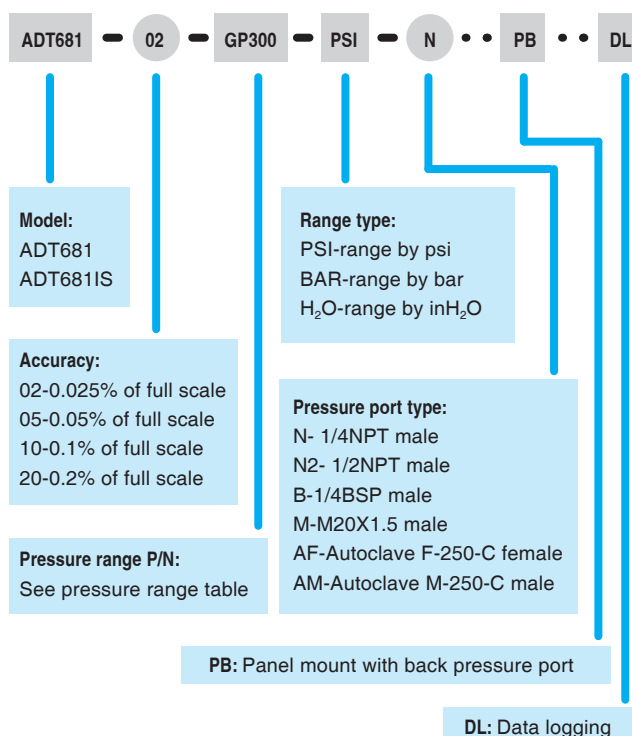 ADT681 – 02 – GP300 – PSI – N · · PB · · DL
Model:
ADT681
ADT681IS
Range type:
PSI-range by psi
BAR-range by bar
H₂O-range by inH₂O
Accuracy:
02-0.025% of full scale
05-0.05% of full scale
10-0.1% of full scale
20-0.2% of full scale
Pressure port type:
N- 1/4NPT male
N2- 1/2NPT male
B-1/4BSP male
M-M20X1.5 male
AF-Autoclave F-250-C female
AM-Autoclave M-250-C male
Pressure range P/N:
See pressure range table
PB: Panel mount with back pressure port
DL: Data logging